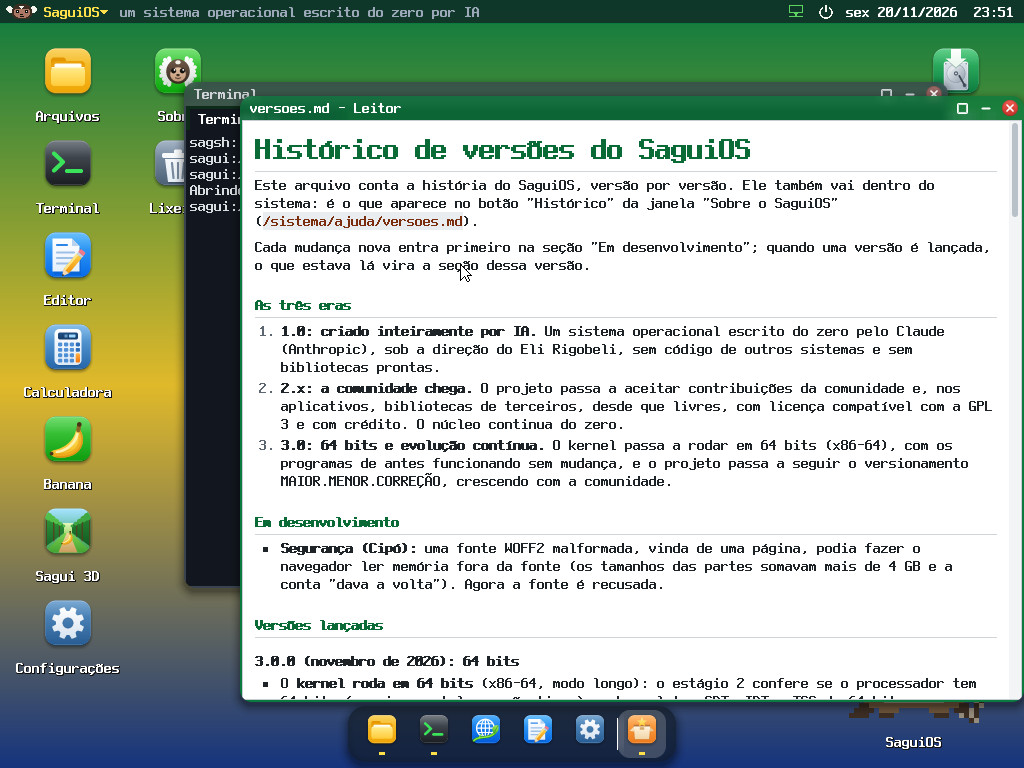 SaguiOS um sistema operacional escrito do zero por IA sex 20/11/2026 23:51
Arquivos
Terminal
Editor
Calculadora
Banana
Sagui 3D
Configurações
Terminal
sagsh:
sagui:/
sagui:/
sagui:/
versoes.md - Leitor
Histórico de versões do SaguiOS
Este arquivo conta a história do SaguiOS, versão por versão. Ele também vai dentro do
sistema: é o que aparece no botão "Histórico" da janela "Sobre o SaguiOS"
(/sistema/ajuda/versoes.md).
Cada mudança nova entra primeiro na seção "Em desenvolvimento"; quando uma versão é lançada,
o que estava lá vira a seção dessa versão.
As três eras
1. 1.0: criado inteiramente por IA. Um sistema operacional escrito do zero pelo Claude
(Anthropic), sob a direção do Eli Rigobeli, sem código de outros sistemas e sem
bibliotecas prontas.
2. 2.x: a comunidade chega. O projeto passa a aceitar contribuições da comunidade e, nos
aplicativos, bibliotecas de terceiros, desde que livres, com licença compatível com a GPL
3 e com crédito. O núcleo continua do zero.
3. 3.0: 64 bits e evolução contínua. O kernel passa a rodar em 64 bits (x86-64), com os
programas de antes funcionando sem mudança, e o projeto passa a seguir o versionamento
MAIOR.MENOR.CORREÇÃO, crescendo com a comunidade.
Em desenvolvimento
Segurança (Cipó): uma fonte WOFF2 malformada, vinda de uma página, podia fazer o
navegador ler memória fora da fonte (os tamanhos das partes somavam mais de 4 GB e a
conta "dava a volta"). Agora a fonte é recusada.
Versões lançadas
3.0.0 (novembro de 2026): 64 bits
O kernel roda em 64 bits (x86-64, modo longo): o estágio 2 confere se o processador tem
SaguiOS